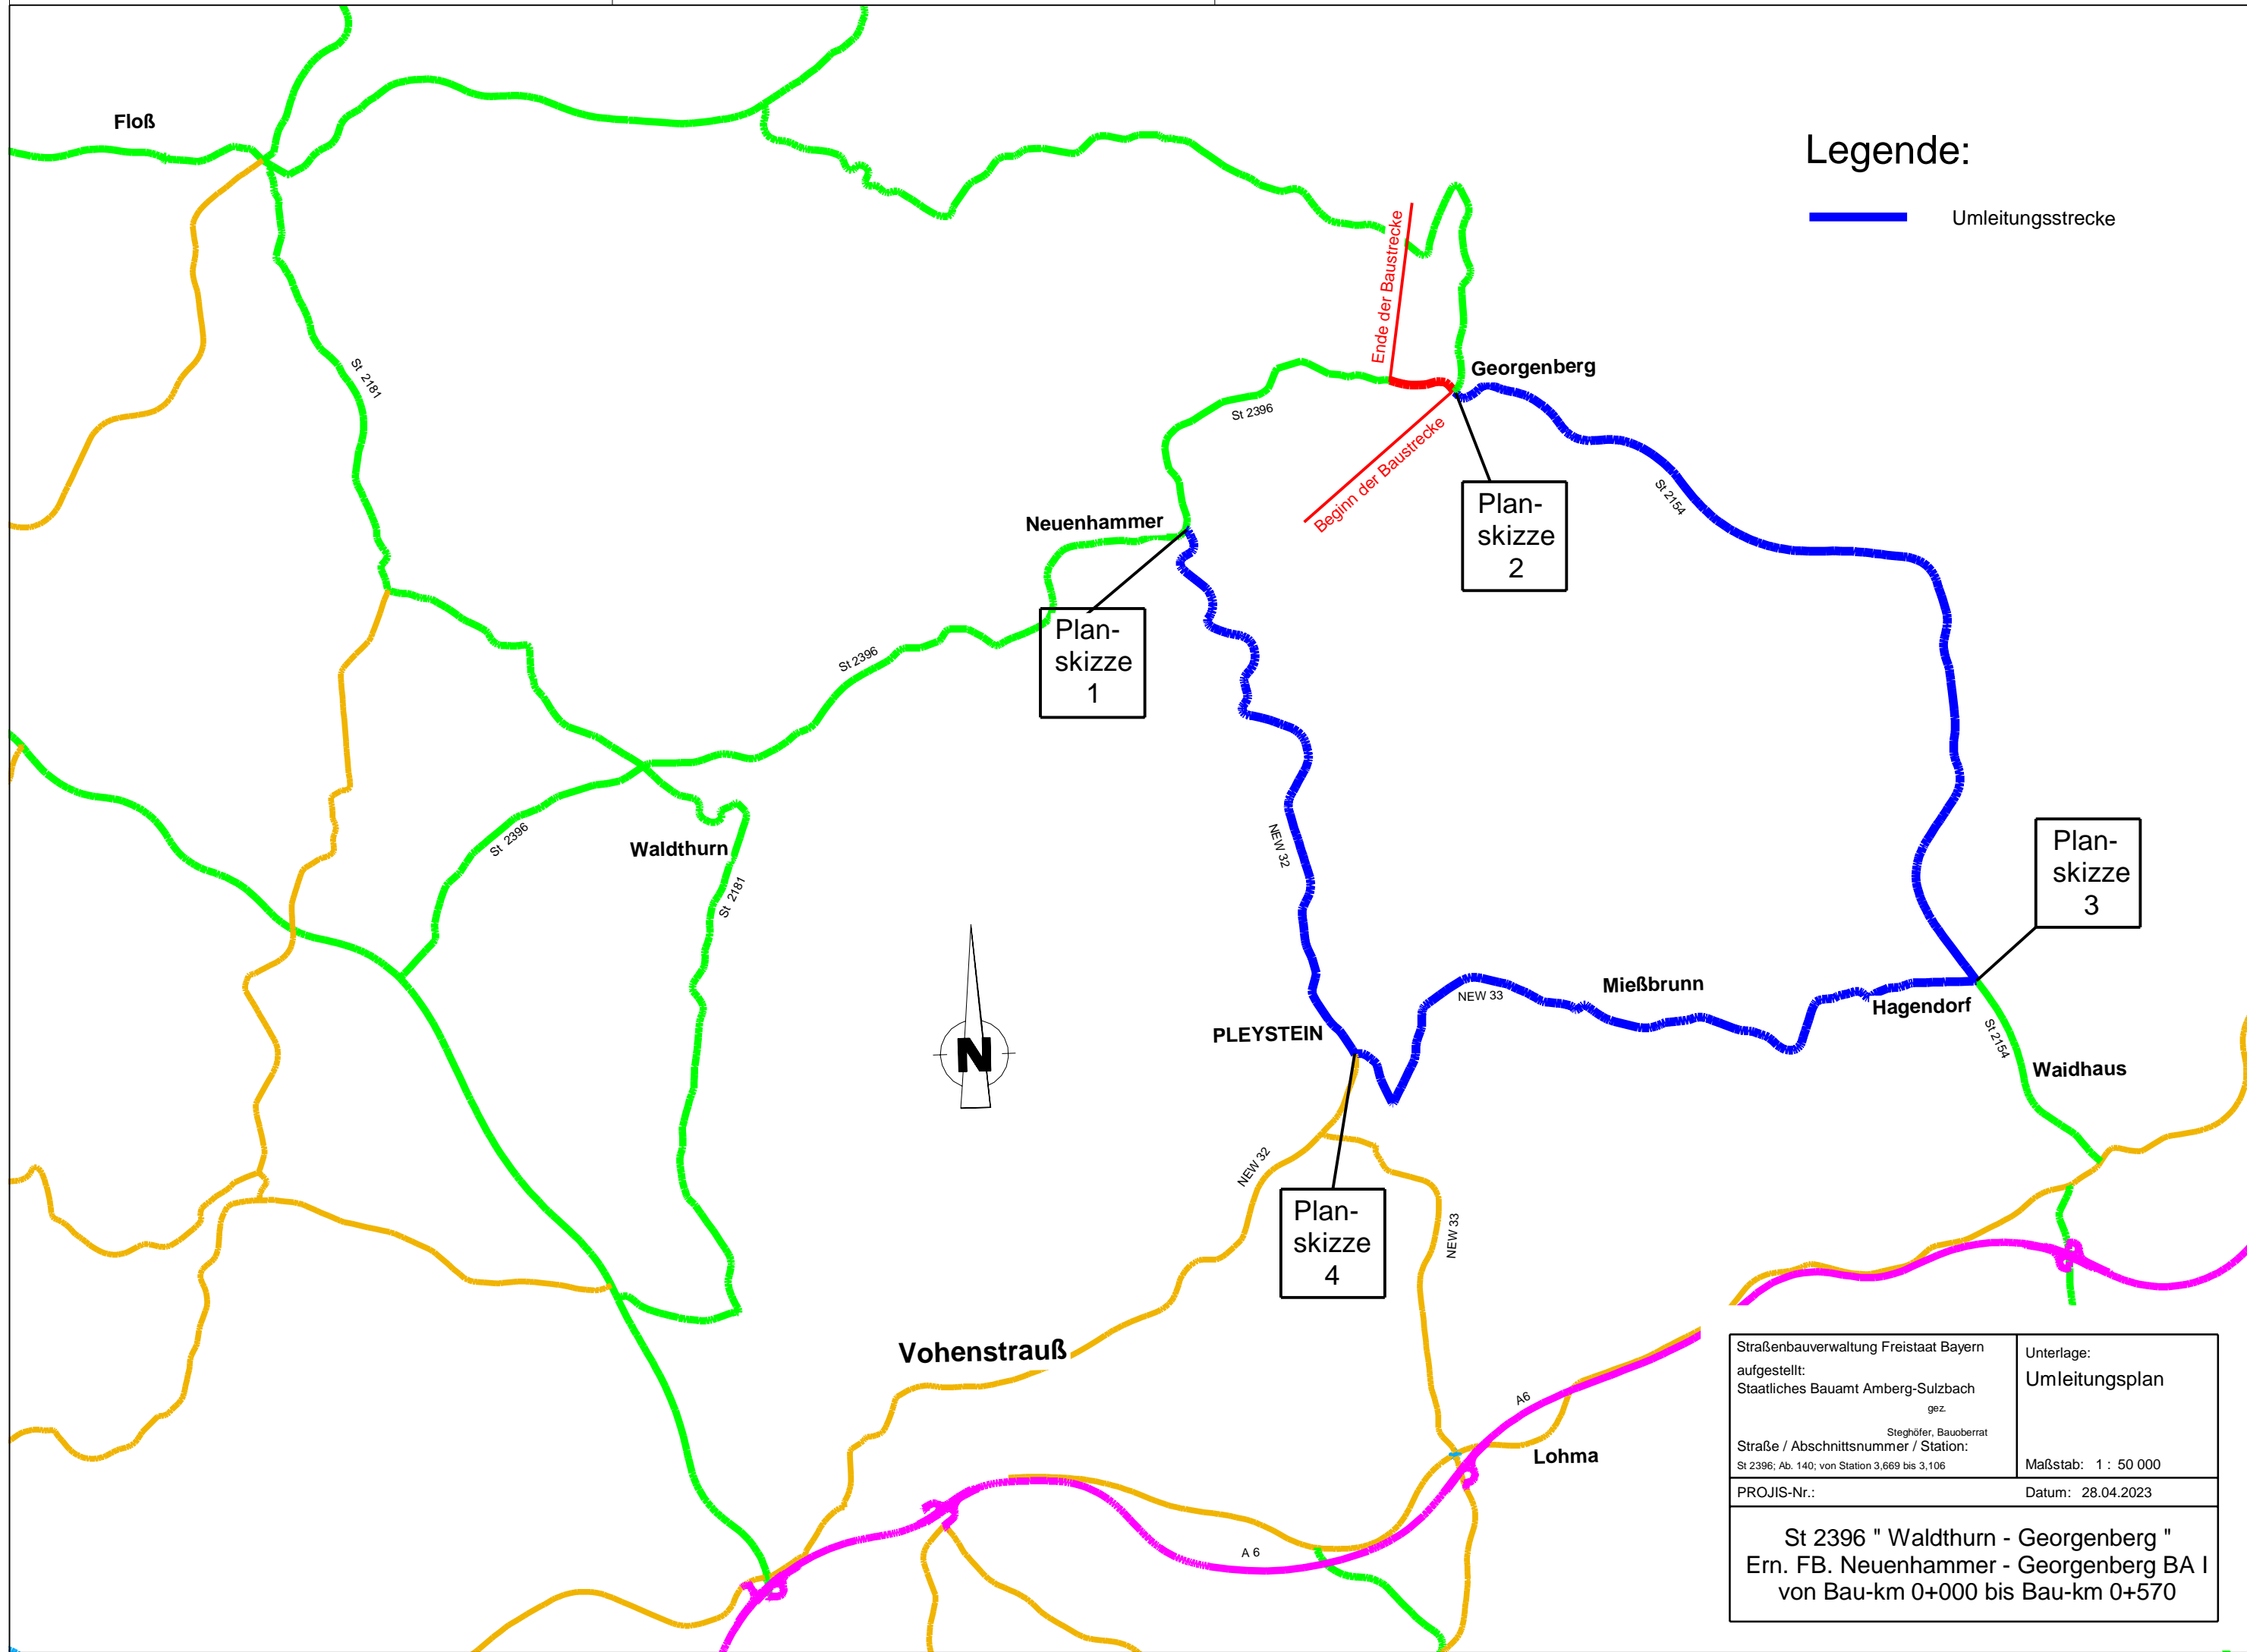 Floß
Legende:
Umleitungsstrecke
Ende der Baustrecke
St 2181
Georgenberg
St 2396
Beginn der Baustrecke
Plan-
skizze
2
St 2154
Neuenhammer
Plan-
skizze
1
St 2396
NEW 32
St 2396
Waldthurn
St 2181
Plan-
skizze
3
Mießbrunn
NEW 33
Hagendorf
PLEYSTEIN
St 2154
Waidhaus
N
NEW 32
Plan-
skizze
4
NEW 33
Vohenstrauß
A6
Lohma
A 6
Straßenbauverwaltung Freistaat Bayern
aufgestellt:
Staatliches Bauamt Amberg-Sulzbach
gez.
Steghöfer, Bauoberrat
Straße / Abschnittsnummer / Station:
St 2396; Ab. 140; von Station 3,669 bis 3,106
Unterlage:
Umleitungsplan
Maßstab: 1 : 50 000
PROJIS-Nr.:
Datum: 28.04.2023
St 2396 " Waldthurn - Georgenberg "
Ern. FB. Neuenhammer - Georgenberg BA I
von Bau-km 0+000 bis Bau-km 0+570